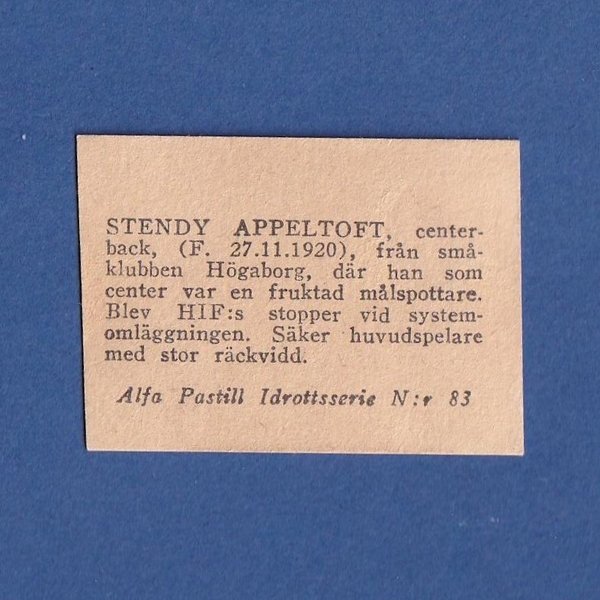 STENDY APPELTOFT, center-
back, (F. 27.11.1920), från små-
klubben Högaborg, där han som
center var en fruktad målspottare.
Blev HIF:s stopper vid system-
omläggningen. Säker huvudspelare
med stor räckvidd.
Alfa Pastill Idrottsserie N:r 83